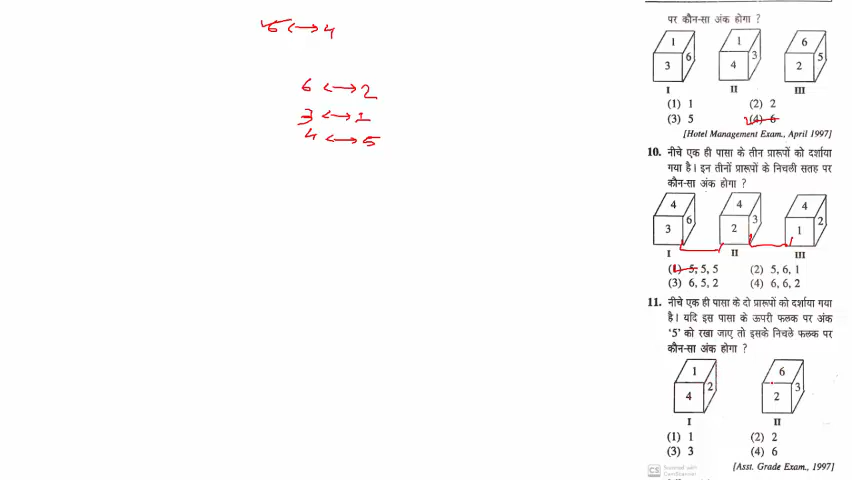 6 ↔ 4
6 ↔ 2
3 ↔ 1
4 ↔ 5
पर कौन-सा अंक होगा ?
1 3 6
1 4 3
6 2 5
I II III
(1) 1 (2) 2
(3) 5 (4) 6
[Hotel Management Exam., April 1997]
10. नीचे एक ही पासा के तीन प्रारूपों को दर्शाया
गया है। इन तीनों प्रारूपों के निचली सतह पर
कौन-सा अंक होगा ?
4 3 6
4 2 3
4 1 2
I II III
(1) 5, 5, 5 (2) 5, 6, 1
(3) 6, 5, 2 (4) 6, 6, 2
11. नीचे एक ही पासा के दो प्रारूपों को दर्शाया गया
है। यदि इस पासा के ऊपरी फलक पर अंक
‘5’ को रखा जाए तो इसके निचले फलक पर
कौन-सा अंक होगा ?
1 4 2
6 2 3
I II
(1) 1 (2) 2
(3) 3 (4) 6
[Asst. Grade Exam., 1997]
CS Scanned with
CamScanner